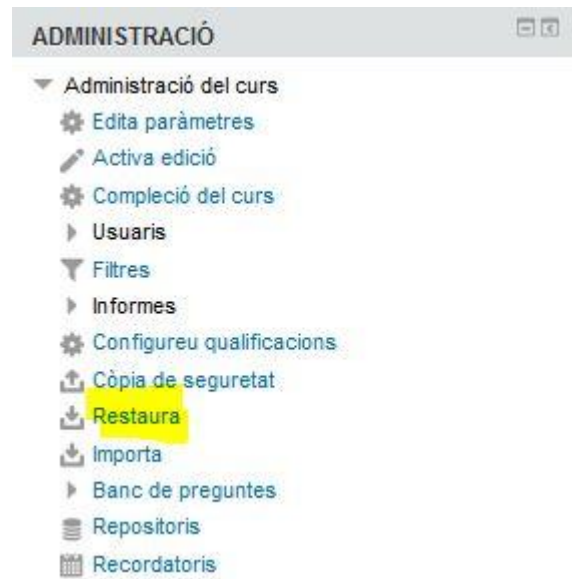 ADMINISTRACIÓ
Administració del curs
Edita paràmetres
Activa edició
Compleció del curs
Usuaris
Filtres
Informes
Configureu qualificacions
Còpia de seguretat
Restaura
Importa
Banc de preguntes
Repositoris
Recordatoris